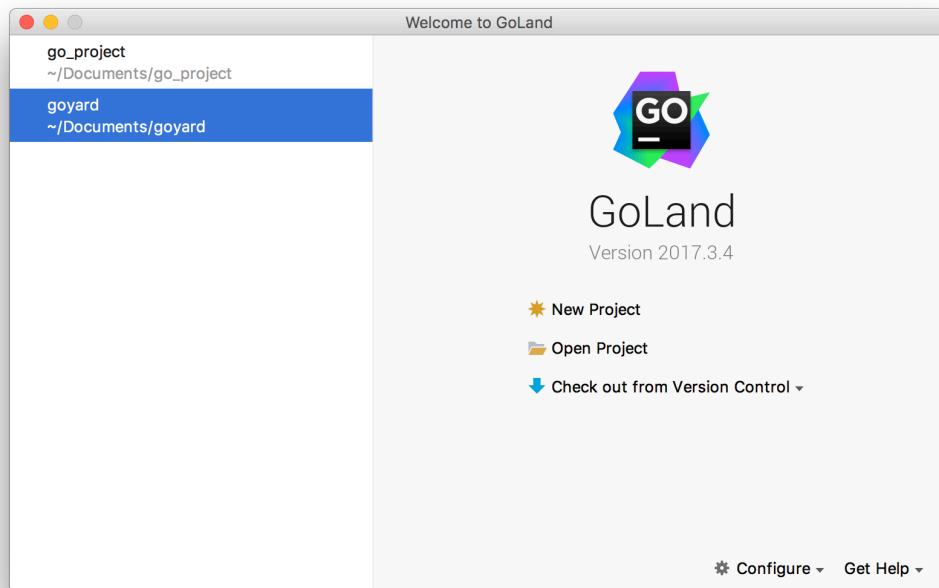 Welcome to GoLand
go_project
~/Documents/go_project
goyard
~/Documents/goyard
GO
GoLand
Version 2017.3.4
New Project
Open Project
Check out from Version Control
Configure
Get Help